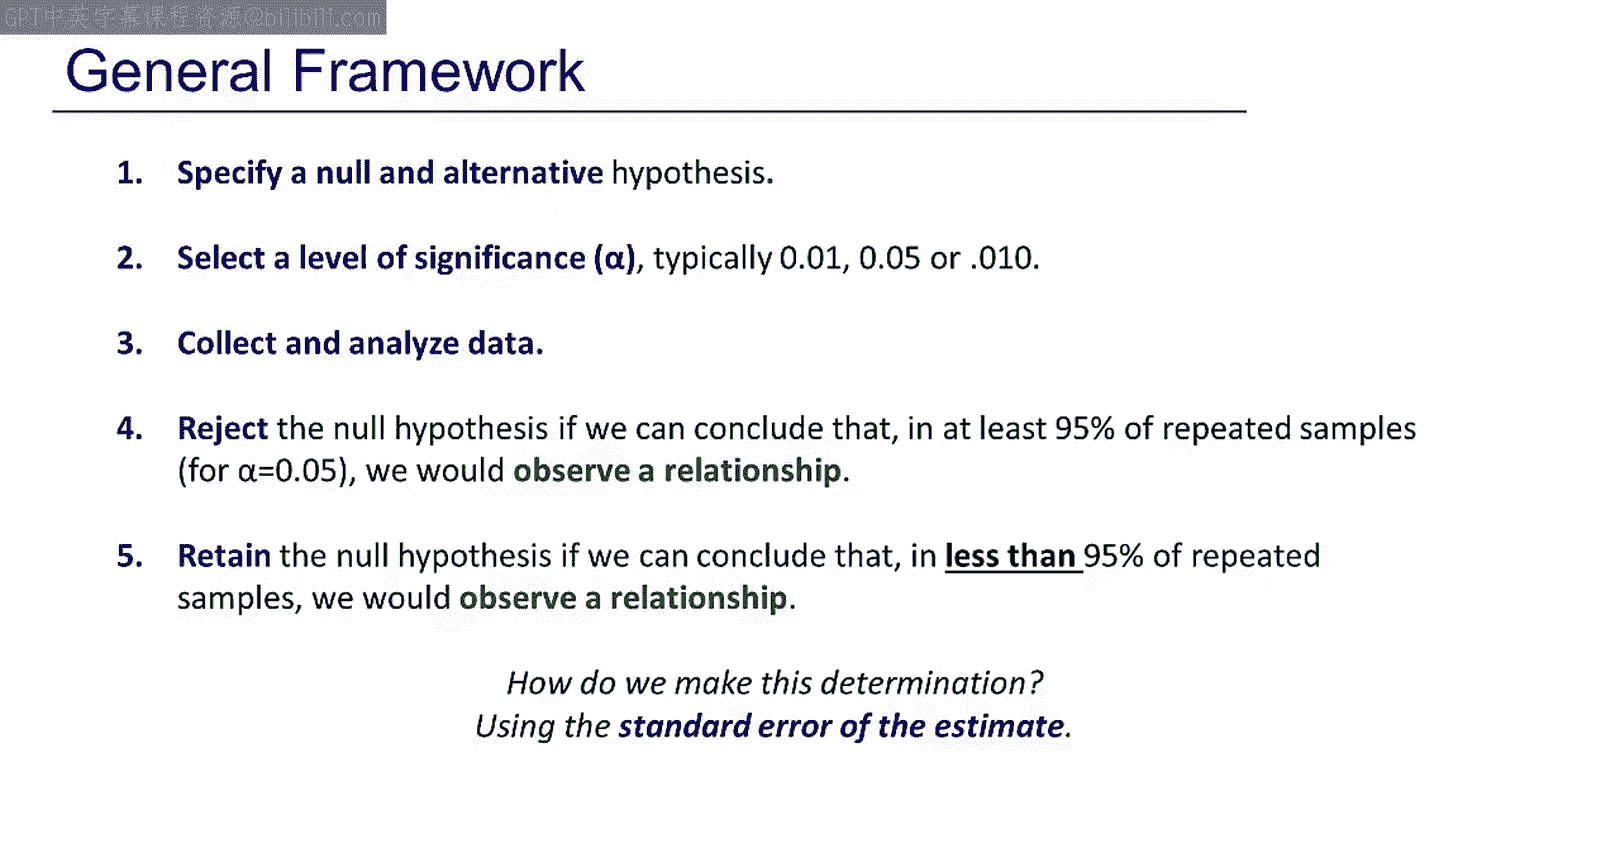 GPT中英字幕课程资源@bilibili.com
General Framework
1. Specify a null and alternative hypothesis.
2. Select a level of significance (α), typically 0.01, 0.05 or .010.
3. Collect and analyze data.
4. Reject the null hypothesis if we can conclude that, in at least 95% of repeated samples
(for α=0.05), we would observe a relationship.
5. Retain the null hypothesis if we can conclude that, in less than 95% of repeated
samples, we would observe a relationship.
How do we make this determination?
Using the standard error of the estimate.